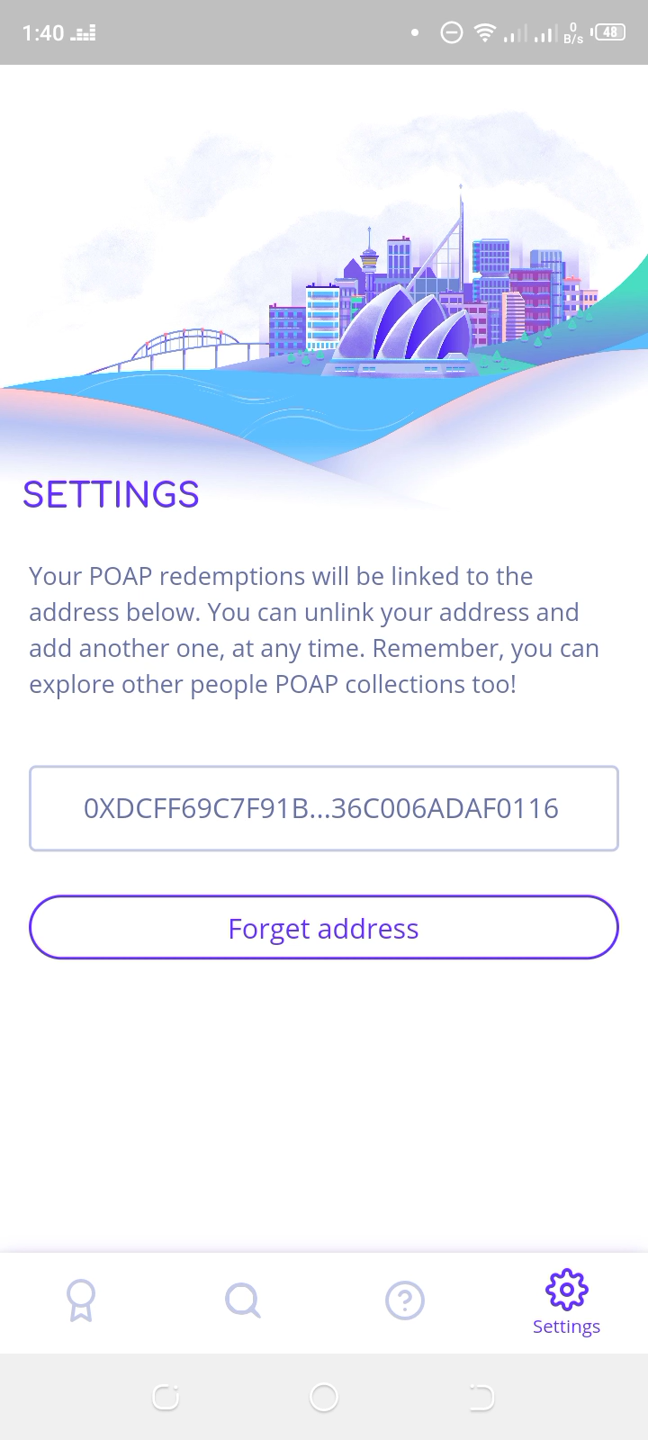 1:40
0
B/s
48
SETTINGS
Your POAP redemptions will be linked to the
address below. You can unlink your address and
add another one, at any time. Remember, you can
explore other people POAP collections too!
0XDCFF69C7F91B...36C006ADAF0116
Forget address
Settings